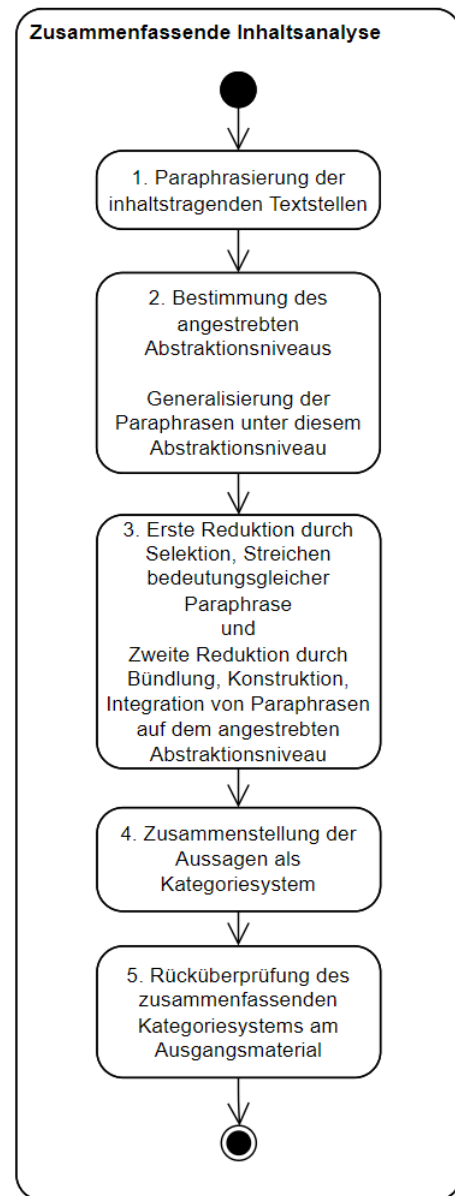 Zusammenfassende Inhaltsanalyse
1. Paraphrasierung der
inhaltstragenden Textstellen
2. Bestimmung des
angestrebten
Abstraktionsniveaus
Generalisierung der
Paraphrasen unter diesem
Abstraktionsniveau
3. Erste Reduktion durch
Selektion, Streichen
bedeutungsgleicher
Paraphrase
und
Zweite Reduktion durch
Bündlung, Konstruktion,
Integration von Paraphrasen
auf dem angestrebten
Abstraktionsniveau
4. Zusammenstellung der
Aussagen als
Kategoriesystem
5. Rücküberprüfung des
zusammenfassenden
Kategoriesystems am
Ausgangsmaterial